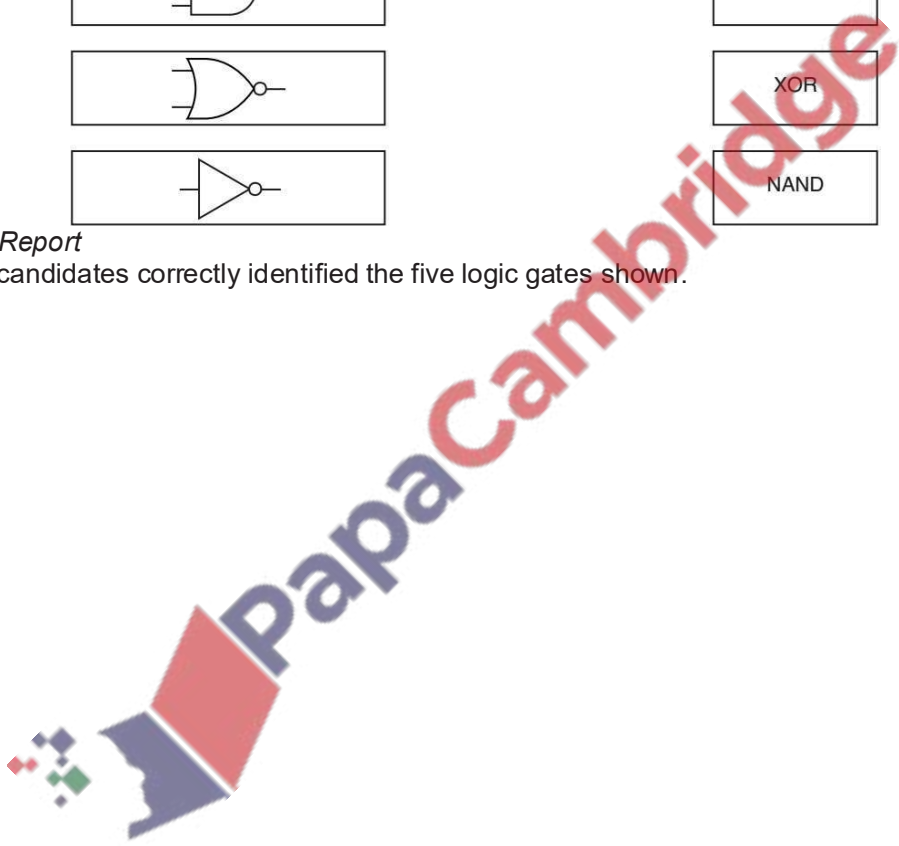 XOR
NAND
Report
candidates correctly identified the five logic gates shown.
PapaCambridge